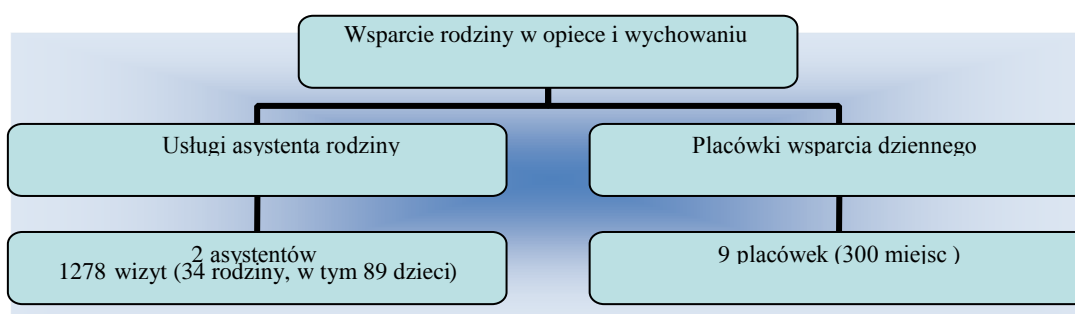 Wsparcie rodziny w opiece i wychowaniu
Usługi asystenta rodziny
Placówki wsparcia dziennego
2 asystentów
1278 wizyt (34 rodziny, w tym 89 dzieci)
9 placówek (300 miejsc )